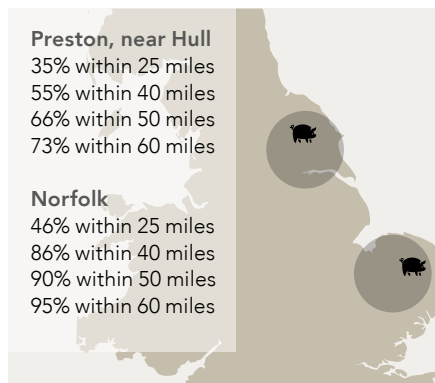 Preston, near Hull
35% within 25 miles
55% within 40 miles
66% within 50 miles
73% within 60 miles
Norfolk
46% within 25 miles
86% within 40 miles
90% within 50 miles
95% within 60 miles